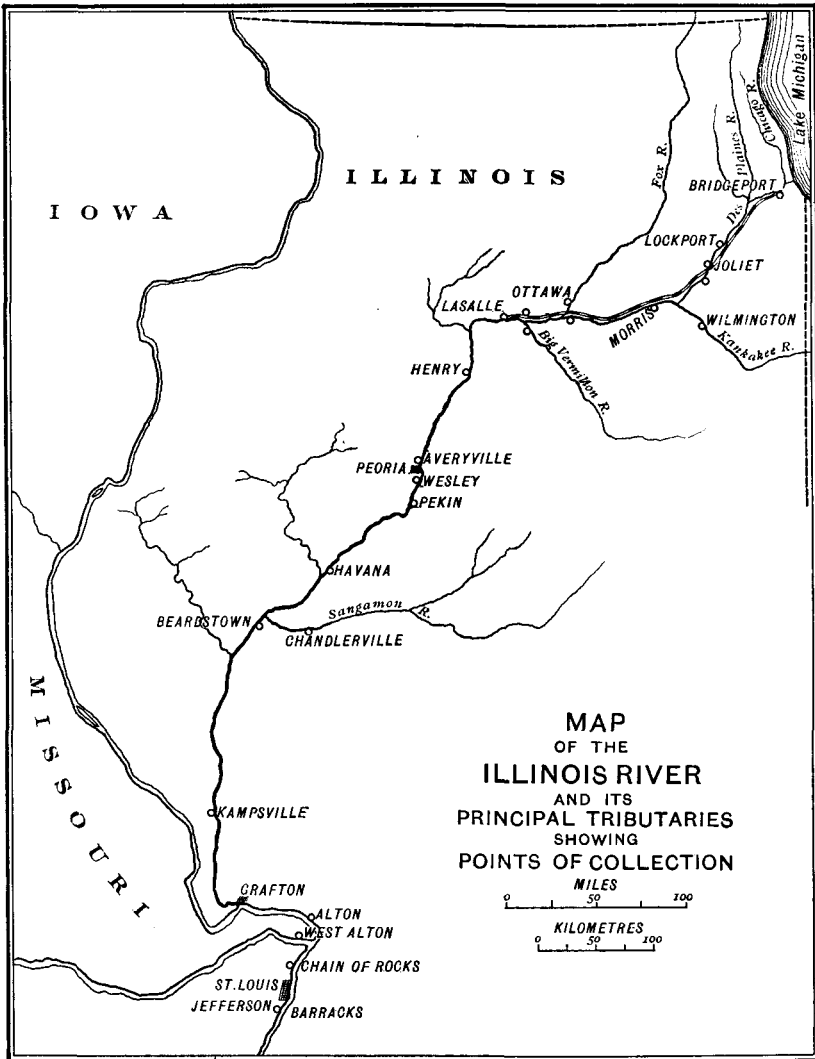 Lake Michigan
Chicago R.
Des Plaines R.
Fox R.
ILLINOIS
IOWA
BRIDGEPORT
LOCKPORT
JOLIET
OTTAWA
LASALLE
MORRIS
WILMINGTON
Kankakee R.
Big Vermilion R.
HENRY
AVERYVILLE
PEORIA
WESLEY
PEKIN
HAVANA
Sangamon R.
BEARDSTOWN
CHANDLERVILLE
MISSOURI
MAP
OF THE
ILLINOIS RIVER
AND ITS
PRINCIPAL TRIBUTARIES
SHOWING
POINTS OF COLLECTION
MILES
0 50 100
KILOMETRES
0 50 100
KAMPSVILLE
GRAFTON
ALTON
WEST ALTON
CHAIN OF ROCKS
ST. LOUIS
JEFFERSON BARRACKS